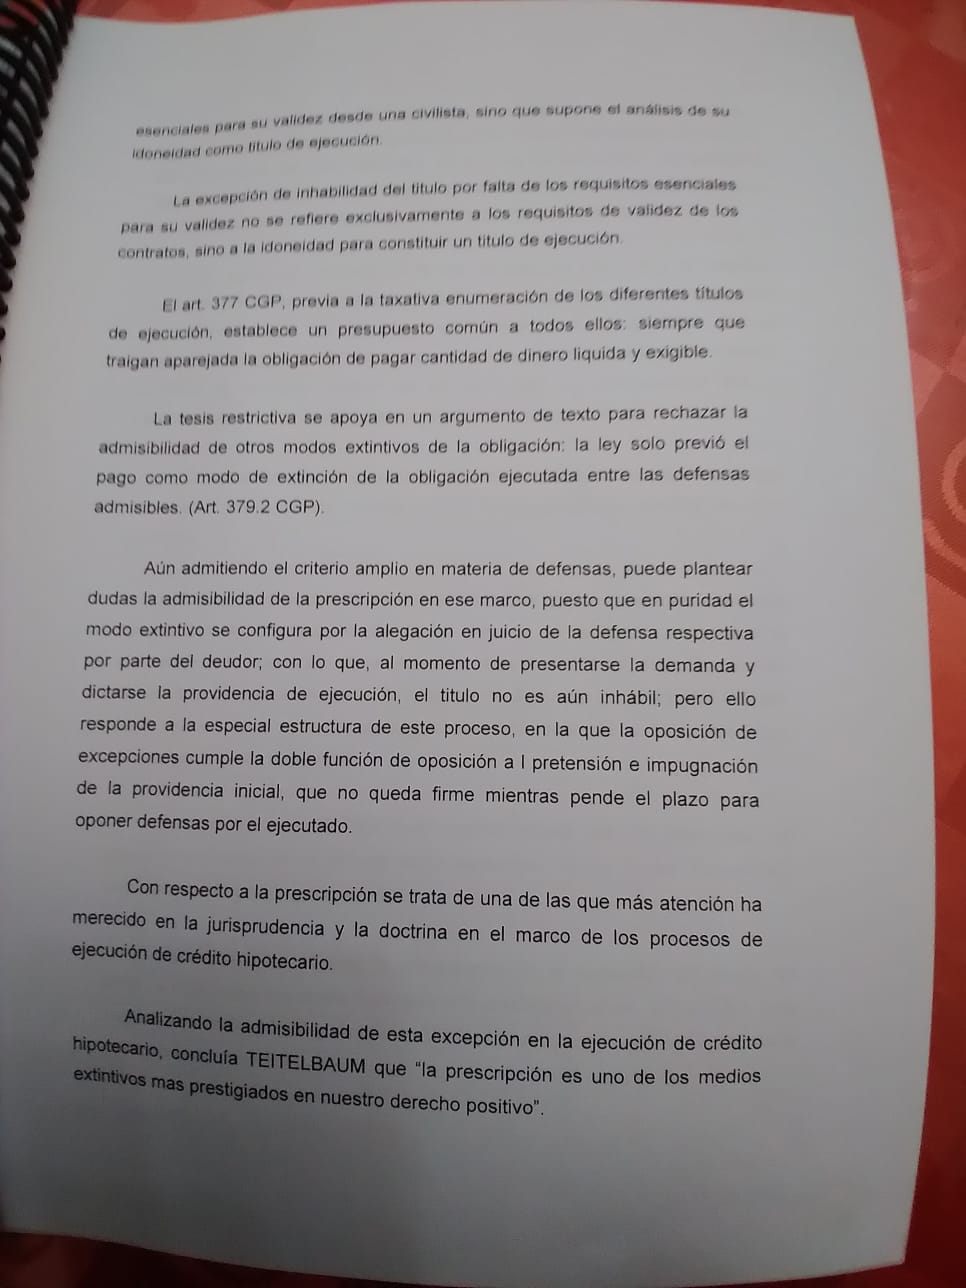 esenciales para su validez desde una civilista, sino que supone el análisis de su
idoneidad como titulo de ejecución.
La excepción de inhabilidad del titulo por falta de los requisitos esenciales
para su validez no se refiere exclusivamente a los requisitos de validez de los
contratos, sino a la idoneidad para constituir un titulo de ejecución.
El art. 377 CGP, previa a la taxativa enumeración de los diferentes títulos
de ejecución, establece un presupuesto común a todos ellos: siempre que
traigan aparejada la obligación de pagar cantidad de dinero liquida y exigible.
La tesis restrictiva se apoya en un argumento de texto para rechazar la
admisibilidad de otros modos extintivos de la obligación: la ley solo previó el
pago como modo de extinción de la obligación ejecutada entre las defensas
admisibles. (Art. 379.2 CGP).
Aún admitiendo el criterio amplio en materia de defensas, puede plantear
dudas la admisibilidad de la prescripción en ese marco, puesto que en puridad el
modo extintivo se configura por la alegación en juicio de la defensa respectiva
por parte del deudor; con lo que, al momento de presentarse la demanda y
dictarse la providencia de ejecución, el titulo no es aún inhábil; pero ello
responde a la especial estructura de este proceso, en la que la oposición de
excepciones cumple la doble función de oposición a l pretensión e impugnación
de la providencia inicial, que no queda firme mientras pende el plazo para
oponer defensas por el ejecutado.
Con respecto a la prescripción se trata de una de las que más atención ha
merecido en la jurisprudencia y la doctrina en el marco de los procesos de
ejecución de crédito hipotecario.
Analizando la admisibilidad de esta excepción en la ejecución de crédito
hipotecario, concluía TEITELBAUM que “la prescripción es uno de los medios
extintivos mas prestigiados en nuestro derecho positivo”.